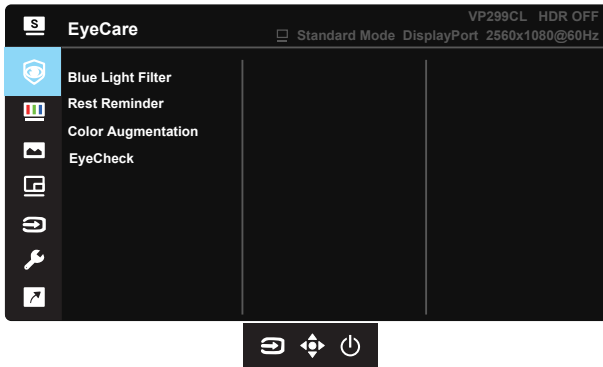 S
EyeCare
VP299CL HDR OFF
Standard Mode DisplayPort 2560x1080@60Hz
Blue Light Filter
Rest Reminder
Color Augmentation
EyeCheck